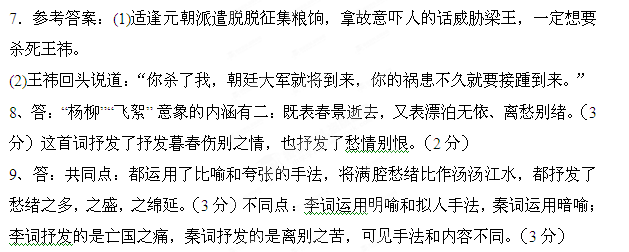 7．参考答案：(1)适逢元朝派遣脱脱征集粮饷，拿故意吓人的话威胁梁王，一定想要
杀死王祎。
(2)王祎回头说道：“你杀了我，朝廷大军就将到来，你的祸患不久就要接踵到来。”
8、答：“杨柳”“飞絮” 意象的内涵有二：既表春景逝去，又表漂泊无依、离愁别绪。（3
分）这首词抒发了抒发暮春伤别之情，也抒发了愁情别恨。（2 分）
9、答：共同点：都运用了比喻和夸张的手法，将满腔愁绪比作汤汤江水，都抒发了
愁绪之多，之盛，之绵延。（3 分）不同点：李词运用明喻和拟人手法，秦词运用暗喻；
李词抒发的是亡国之痛，秦词抒发的是离别之苦，可见手法和内容不同。（3 分）